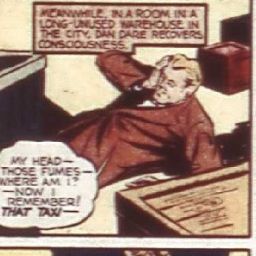 MEANWHILE, IN A ROOM IN A
LONG-UNUSED WAREHOUSE IN
THE CITY, DAN DARE RECOVERS
CONSCIOUSNESS.
MY HEAD—
THOSE FUMES—
WHERE AM I?
—NOW I
REMEMBER!
THAT TAXI—